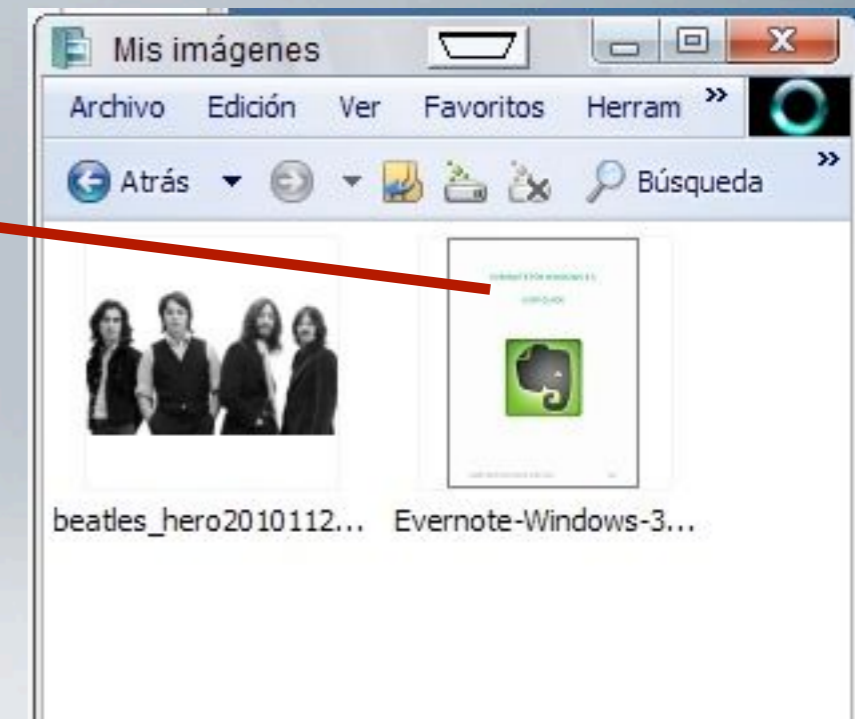 Mis imágenes
Archivo Edición Ver Favoritos Herram »
Atrás Búsqueda »
beatles_hero2010112... Evernote-Windows-3...